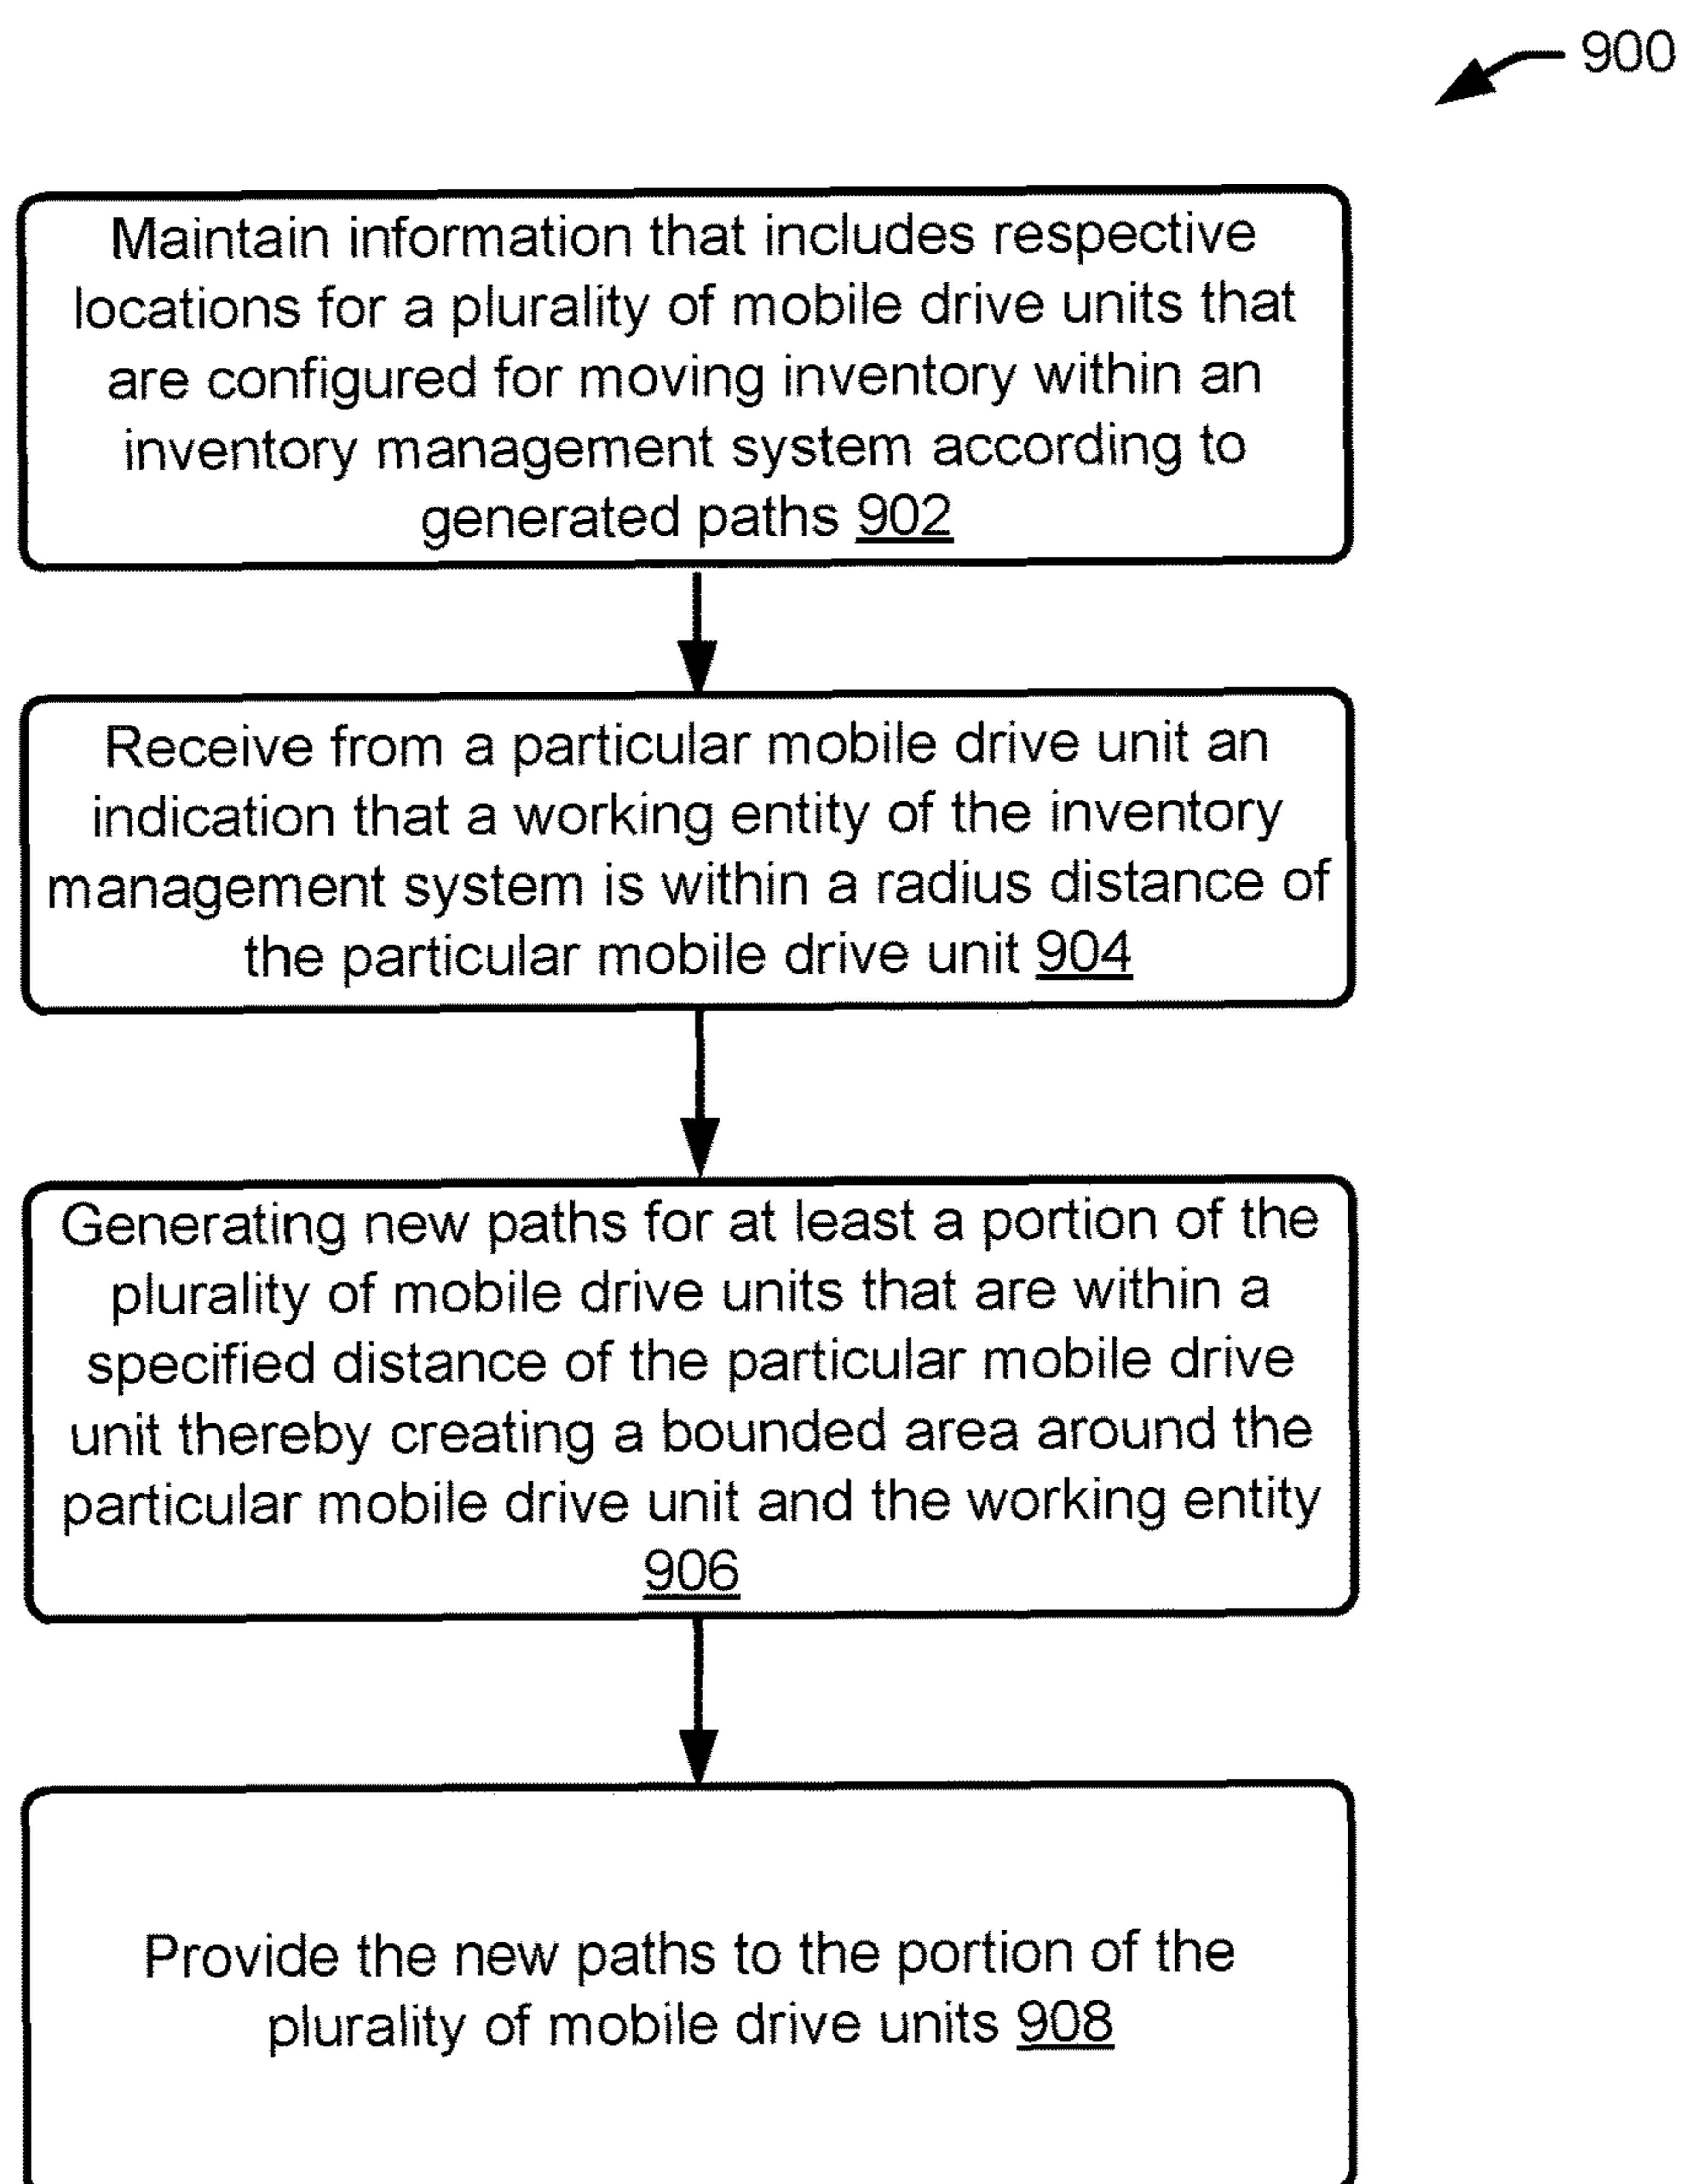 900
Maintain information that includes respective
locations for a plurality of mobile drive units that
are configured for moving inventory within an
inventory management system according to
generated paths 902
Receive from a particular mobile drive unit an
indication that a working entity of the inventory
management system is within a radius distance of
the particular mobile drive unit 904
Generating new paths for at least a portion of the
plurality of mobile drive units that are within a
specified distance of the particular mobile drive
unit thereby creating a bounded area around the
particular mobile drive unit and the working entity
906
Provide the new paths to the portion of the
plurality of mobile drive units 908